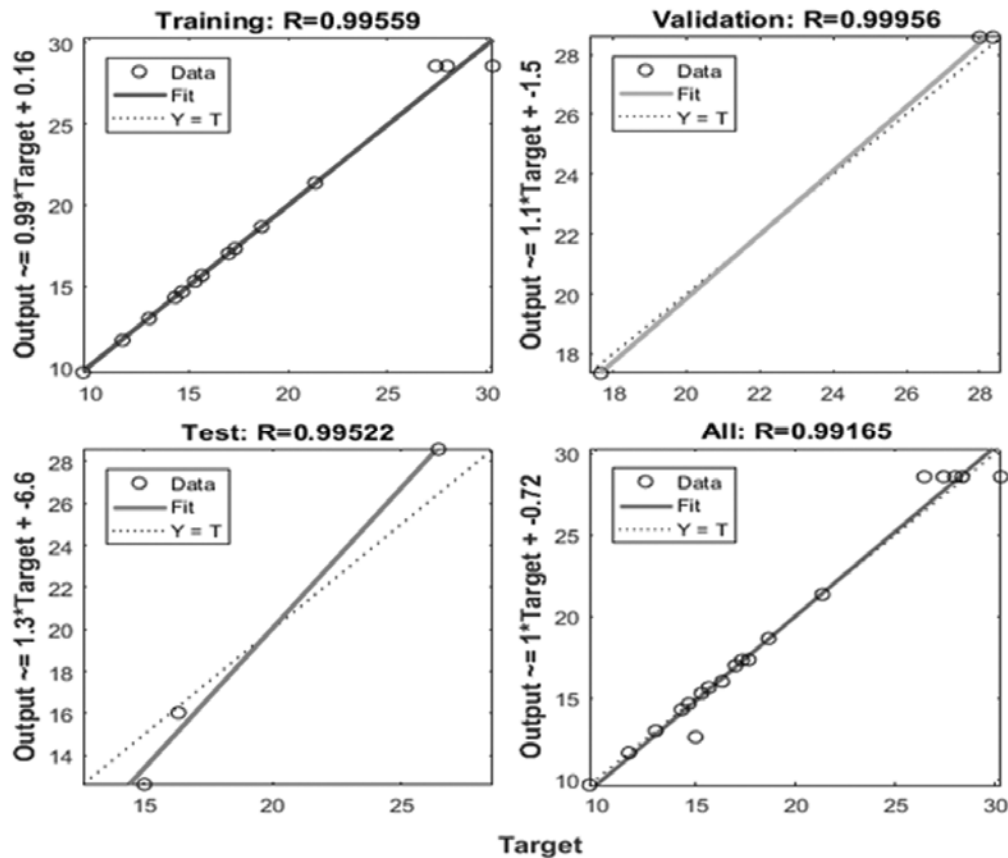 Training: R=0.99559
Output ~= 0.99*Target + 0.16
30
25
20
15
10
Data
Fit
Y = T
10
15
20
25
30
Validation: R=0.99956
Output ~= 1.1*Target + -1.5
28
26
24
22
20
18
Data
Fit
Y = T
18
20
22
24
26
28
Test: R=0.99522
Output ~= 1.3*Target + -6.6
28
26
24
22
20
18
16
14
Data
Fit
Y = T
15
20
25
All: R=0.99165
Output ~= 1*Target + -0.72
30
25
20
15
10
Data
Fit
Y = T
10
15
20
25
30
Target